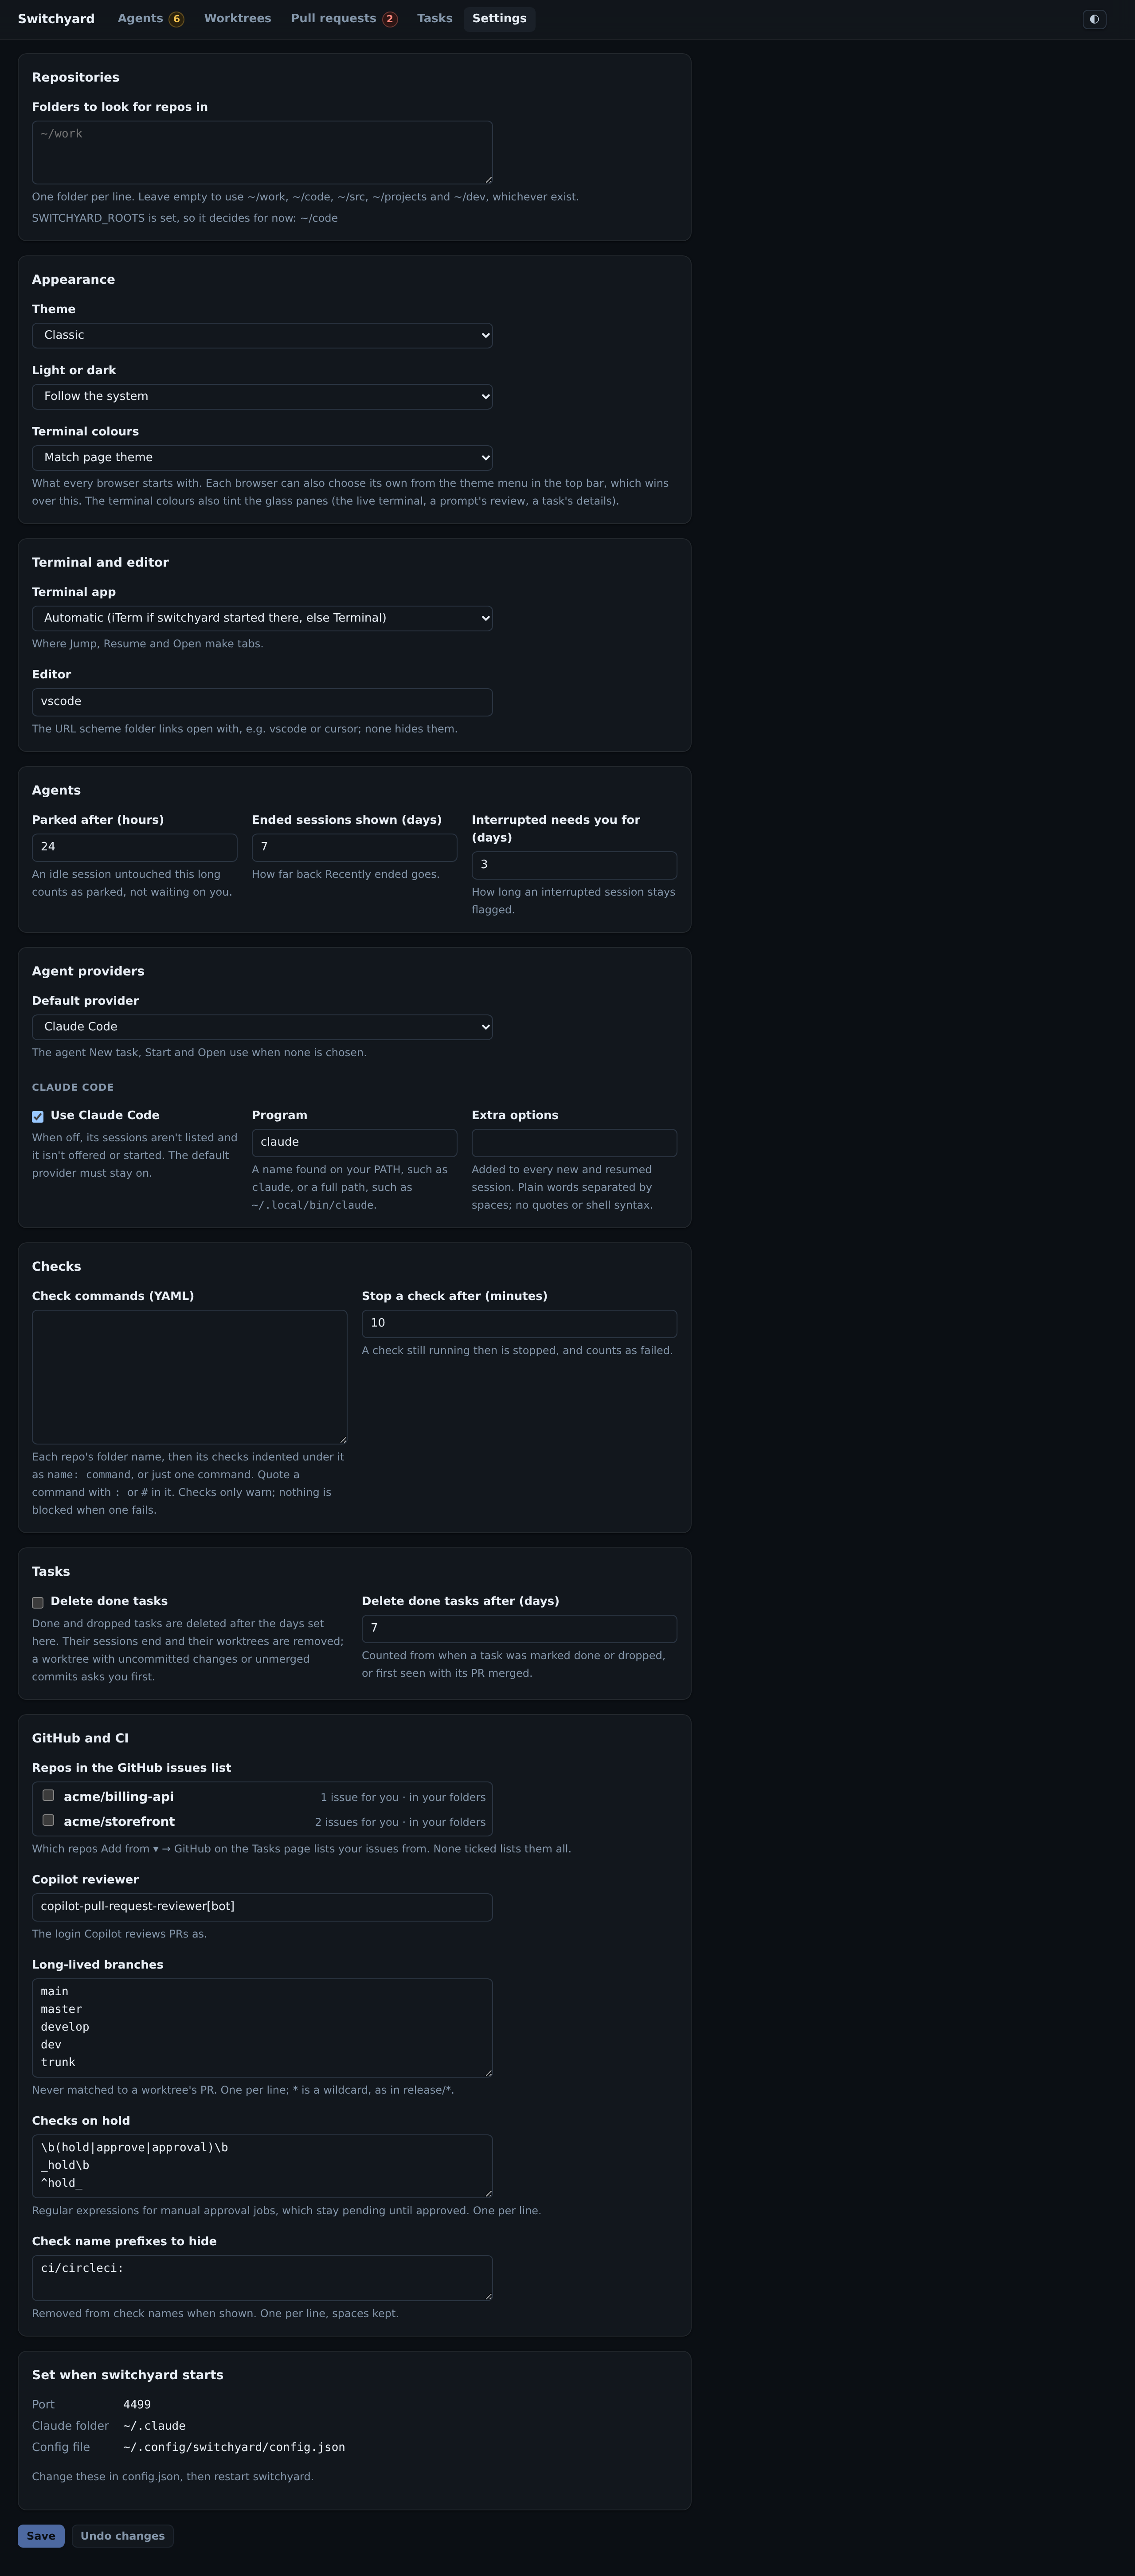 Switchyard Agents 6 Worktrees Pull requests 2 Tasks Settings
Repositories
Folders to look for repos in
~/work
One folder per line. Leave empty to use ~/work, ~/code, ~/src, ~/projects and ~/dev, whichever exist.
SWITCHYARD_ROOTS is set, so it decides for now: ~/code
Appearance
Theme
Classic
Light or dark
Follow the system
Terminal colours
Match page theme
What every browser starts with. Each browser can also choose its own from the theme menu in the top bar, which wins
over this. The terminal colours also tint the glass panes (the live terminal, a prompt's review, a task's details).
Terminal and editor
Terminal app
Automatic (iTerm if switchyard started there, else Terminal)
Where Jump, Resume and Open make tabs.
Editor
vscode
The URL scheme folder links open with, e.g. vscode or cursor; none hides them.
Agents
Parked after (hours)
24
An idle session untouched this long
counts as parked, not waiting on you.
Ended sessions shown (days)
7
How far back Recently ended goes.
Interrupted needs you for
(days)
3
How long an interrupted session stays
flagged.
Agent providers
Default provider
Claude Code
The agent New task, Start and Open use when none is chosen.
CLAUDE CODE
Use Claude Code
When off, its sessions aren't listed and
it isn't offered or started. The default
provider must stay on.
Program
claude
A name found on your PATH, such as
claude, or a full path, such as
~/.local/bin/claude.
Extra options
Added to every new and resumed
session. Plain words separated by
spaces; no quotes or shell syntax.
Checks
Check commands (YAML)
Each repo's folder name, then its checks indented under it
as name: command, or just one command. Quote a
command with : or # in it. Checks only warn; nothing is
blocked when one fails.
Stop a check after (minutes)
10
A check still running then is stopped, and counts as failed.
Tasks
Delete done tasks
Done and dropped tasks are deleted after the days set
here. Their sessions end and their worktrees are removed;
a worktree with uncommitted changes or unmerged
commits asks you first.
Delete done tasks after (days)
7
Counted from when a task was marked done or dropped,
or first seen with its PR merged.
GitHub and CI
Repos in the GitHub issues list
acme/billing-api 1 issue for you · in your folders
acme/storefront 2 issues for you · in your folders
Which repos Add from ▾ → GitHub on the Tasks page lists your issues from. None ticked lists them all.
Copilot reviewer
copilot-pull-request-reviewer[bot]
The login Copilot reviews PRs as.
Long-lived branches
main
master
develop
dev
trunk
Never matched to a worktree's PR. One per line; * is a wildcard, as in release/*.
Checks on hold
\b(hold|approve|approval)\b
_hold\b
^hold_
Regular expressions for manual approval jobs, which stay pending until approved. One per line.
Check name prefixes to hide
ci/circleci:
Removed from check names when shown. One per line, spaces kept.
Set when switchyard starts
Port 4499
Claude folder ~/.claude
Config file ~/.config/switchyard/config.json
Change these in config.json, then restart switchyard.
Save Undo changes